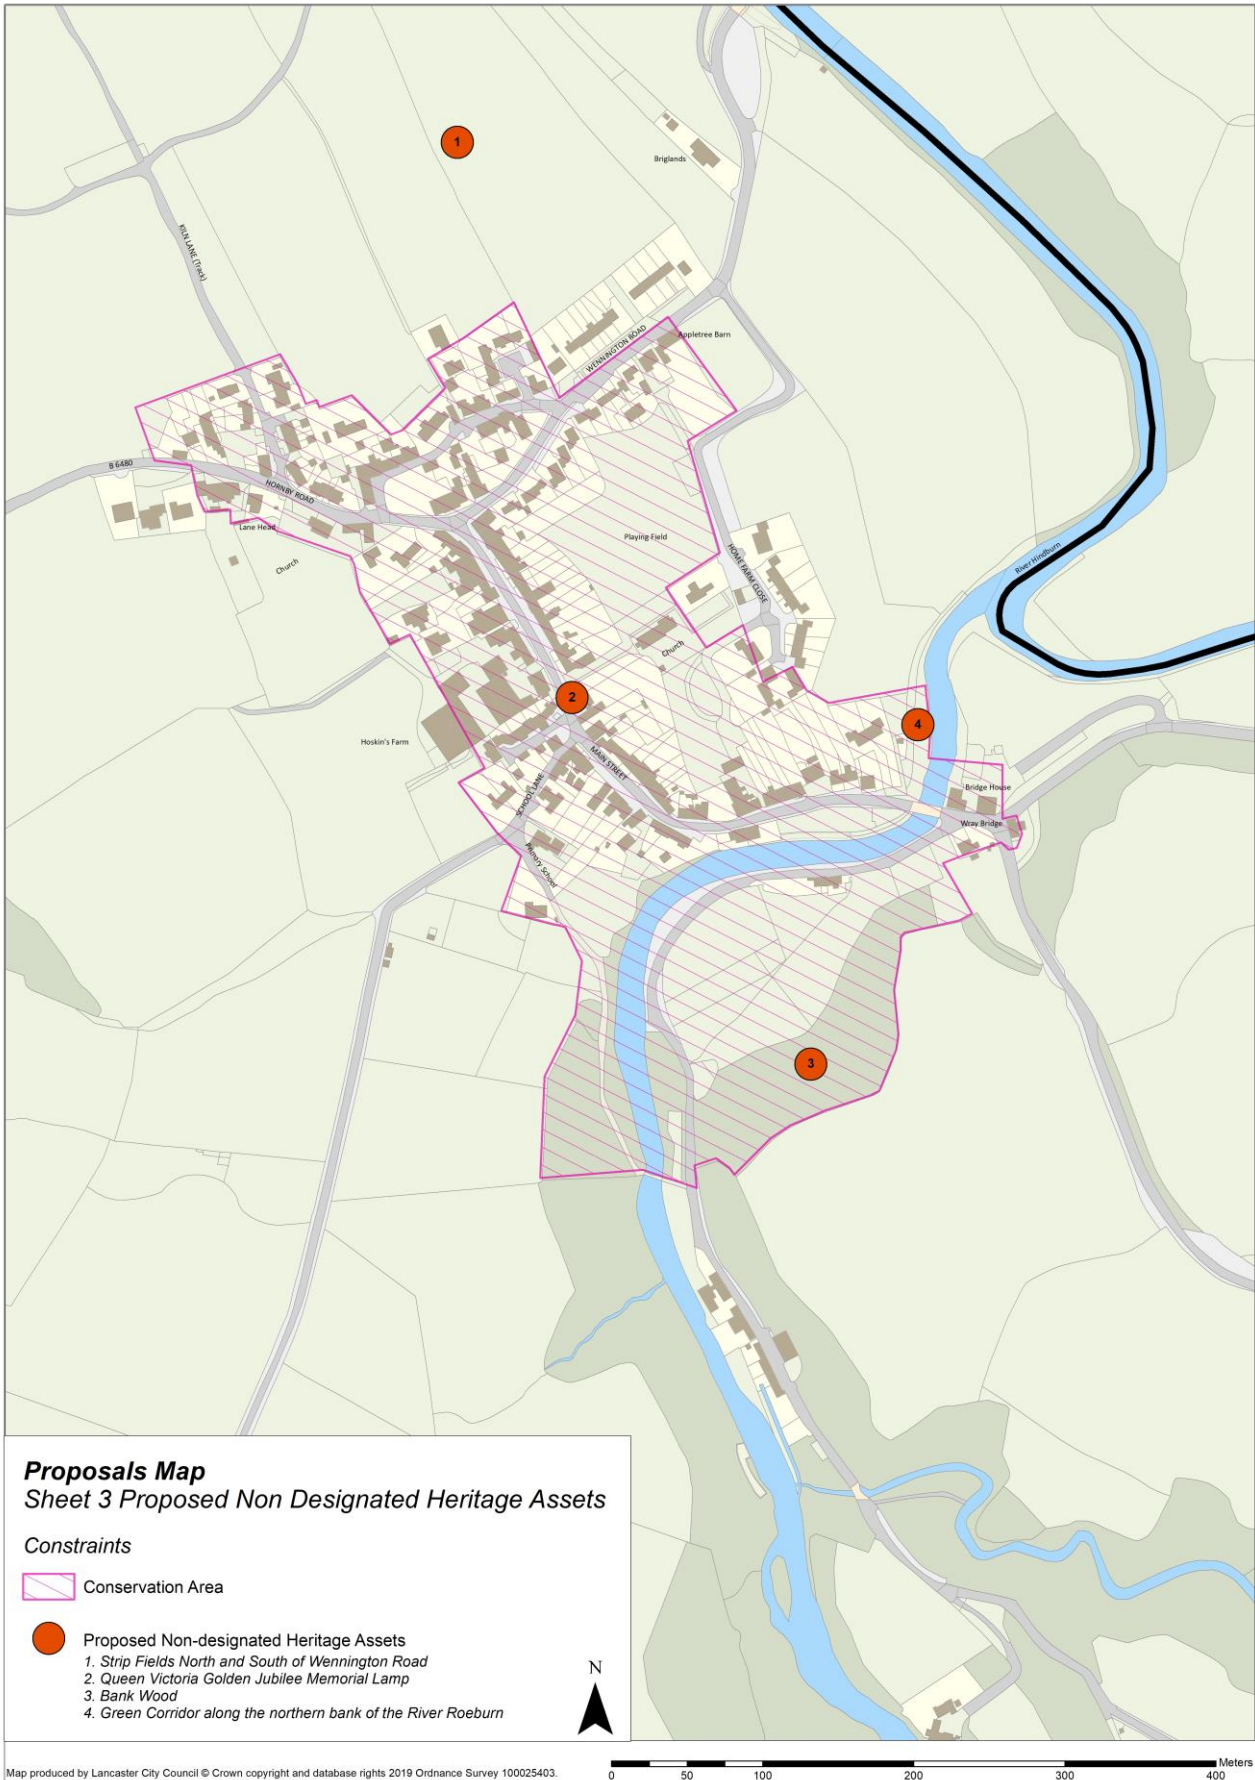 1
Briglands
KILN LANE (Track)
WENNINGTON ROAD
Appletree Barn
B 6480
HORNBY ROAD
Lane Head
Church
Playing Field
HOME FARM CLOSE
River Hindburn
Church
2
4
Hoskin's Farm
MAIN STREET
SCHOOL LANE
Bridge House
Wray Bridge
Primary School
3
Proposals Map
Sheet 3 Proposed Non Designated Heritage Assets
Constraints
Conservation Area
Proposed Non-designated Heritage Assets
1. Strip Fields North and South of Wennington Road
2. Queen Victoria Golden Jubilee Memorial Lamp
3. Bank Wood
4. Green Corridor along the northern bank of the River Roeburn
N
Map produced by Lancaster City Council © Crown copyright and database rights 2019 Ordnance Survey 100025403.
Meters
0 50 100 200 300 400